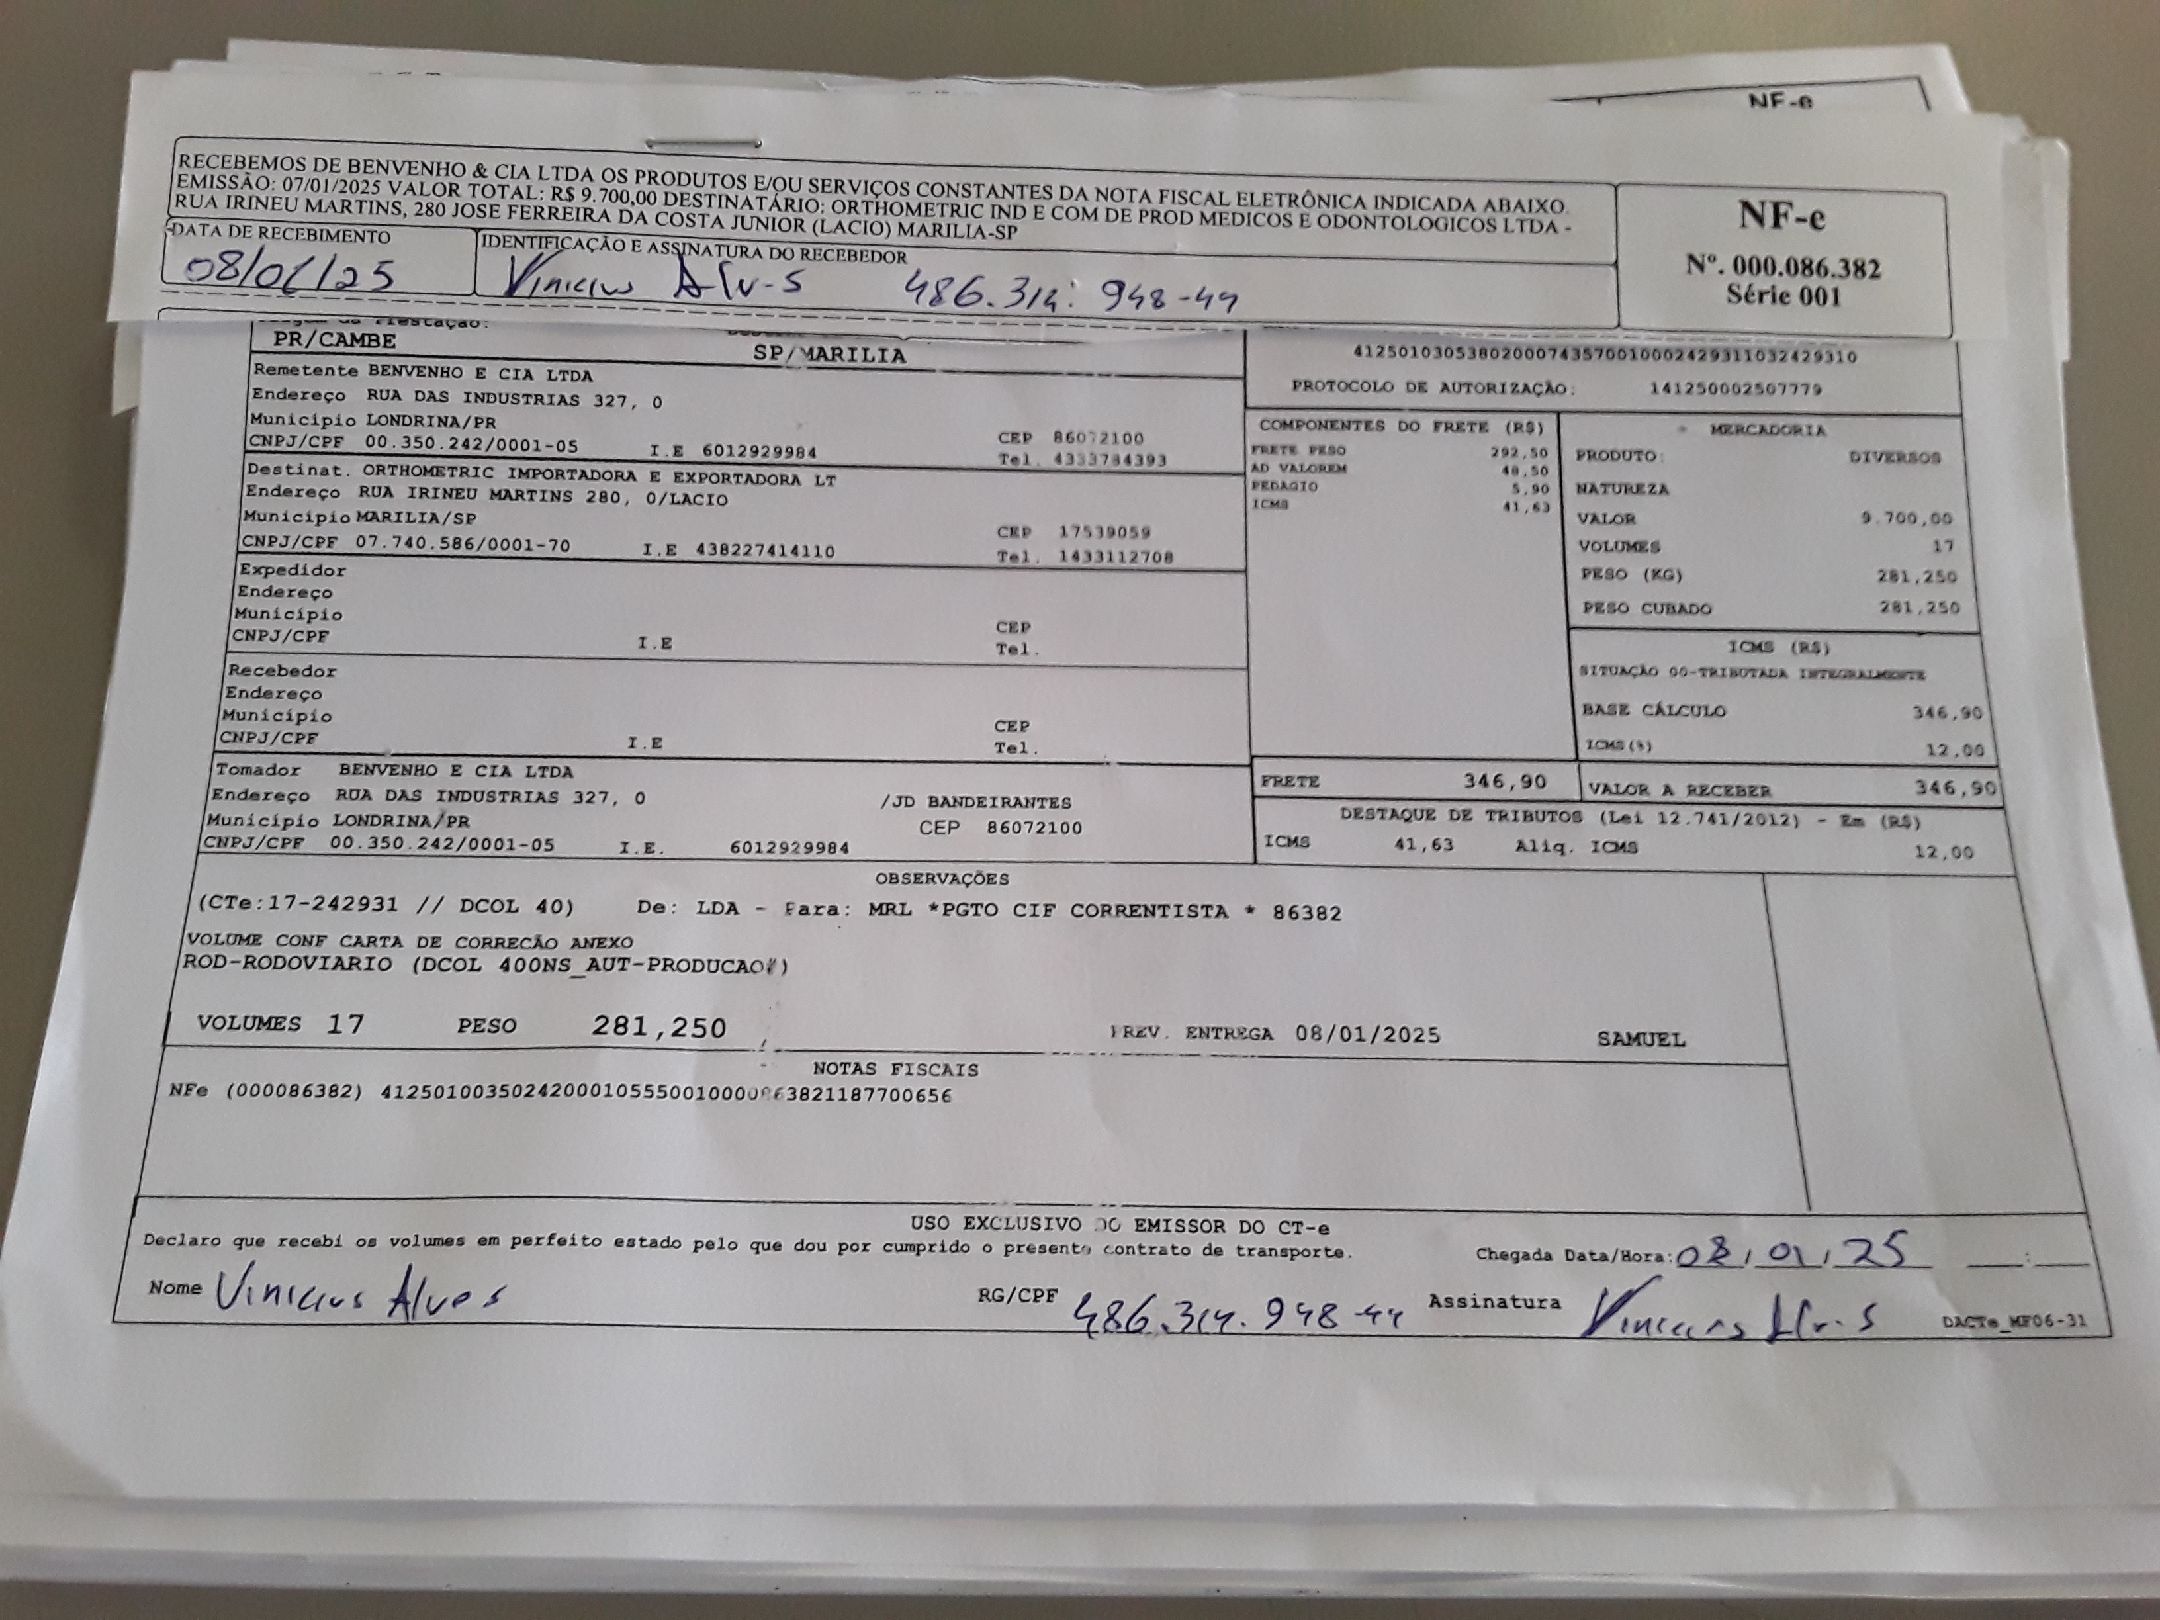 NF-e
RECEBEMOS DE BENVENHO & CIA LTDA OS PRODUTOS E/OU SERVIÇOS CONSTANTES DA NOTA FISCAL ELETRÔNICA INDICADA ABAIXO.
EMISSÃO: 07/01/2025 VALOR TOTAL: R$ 9.700,00 DESTINATÁRIO: ORTHOMETRIC IND E COM DE PROD MEDICOS E ODONTOLOGICOS LTDA -
RUA IRINEU MARTINS, 280 JOSE FERREIRA DA COSTA JUNIOR (LACIO) MARILIA-SP
NF-e
Nº. 000.086.382
Série 001
DATA DE RECEBIMENTO
08/01/25
IDENTIFICAÇÃO E ASSINATURA DO RECEBEDOR
Vinicius Alves 486.314.948-44
PR/CAMBE
SP/MARILIA
Remetente BENVENHO E CIA LTDA
Endereço RUA DAS INDUSTRIAS 327, 0
Município LONDRINA/PR CEP 86072100
CNPJ/CPF 00.350.242/0001-05 I.E 6012929984 Tel. 4333784393
Destinat. ORTHOMETRIC IMPORTADORA E EXPORTADORA LT
Endereço RUA IRINEU MARTINS 280, 0/LACIO
Município MARILIA/SP CEP 17539059
CNPJ/CPF 07.740.586/0001-70 I.E 438227414110 Tel. 1433112708
Expedidor
Endereço
Município CEP
CNPJ/CPF I.E Tel.
Recebedor
Endereço
Município CEP
CNPJ/CPF I.E Tel.
Tomador BENVENHO E CIA LTDA
Endereço RUA DAS INDUSTRIAS 327, 0 /JD BANDEIRANTES
Município LONDRINA/PR CEP 86072100
CNPJ/CPF 00.350.242/0001-05 I.E. 6012929984
41250103053802000743570010002429311032429310
PROTOCOLO DE AUTORIZAÇÃO: 141250002507779
COMPONENTES DO FRETE (R$)
FRETE PESO 292,50
AD VALOREM 48,50
PEDAGIO 5,90
ICMS 41,63
MERCADORIA
PRODUTO: DIVERSOS
NATUREZA
VALOR 9.700,00
VOLUMES 17
PESO (KG) 281,250
PESO CUBADO 281,250
ICMS (R$)
SITUAÇÃO 00-TRIBUTADA INTEGRALMENTE
BASE CÁLCULO 346,90
ICMS(%) 12,00
FRETE 346,90
VALOR A RECEBER 346,90
DESTAQUE DE TRIBUTOS (Lei 12.741/2012) - Em (R$)
ICMS 41,63 Aliq. ICMS 12,00
OBSERVAÇÕES
(CTe:17-242931 // DCOL 40) De: LDA - Para: MRL *PGTO CIF CORRENTISTA * 86382
VOLUME CONF CARTA DE CORRECÃO ANEXO
ROD-RODOVIARIO (DCOL 400NS_AUT-PRODUCAO#)
VOLUMES 17 PESO 281,250 PREV. ENTREGA 08/01/2025 SAMUEL
NOTAS FISCAIS
NFe (000086382) 41250100350242000105550010000863821187700656
USO EXCLUSIVO DO EMISSOR DO CT-e
Declaro que recebi os volumes em perfeito estado pelo que dou por cumprido o presente contrato de transporte.
Chegada Data/Hora: 08/01/25 __:__
Nome Vinicius Alves RG/CPF 486.314.948-44 Assinatura Vinicius Alves
DACTe_MF06-31